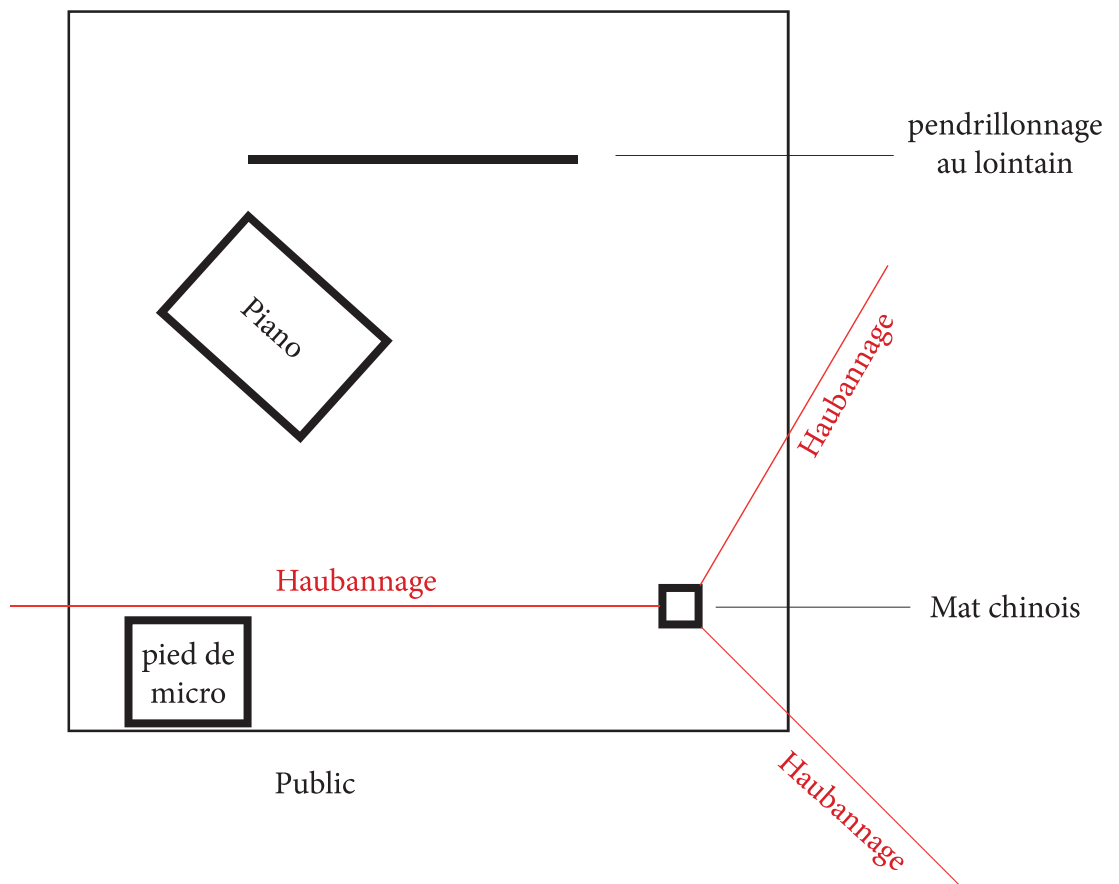 pendrillonnage
au lointain
Piano
Haubannage
Haubannage
Mat chinois
pied de
micro
Public
Haubannage